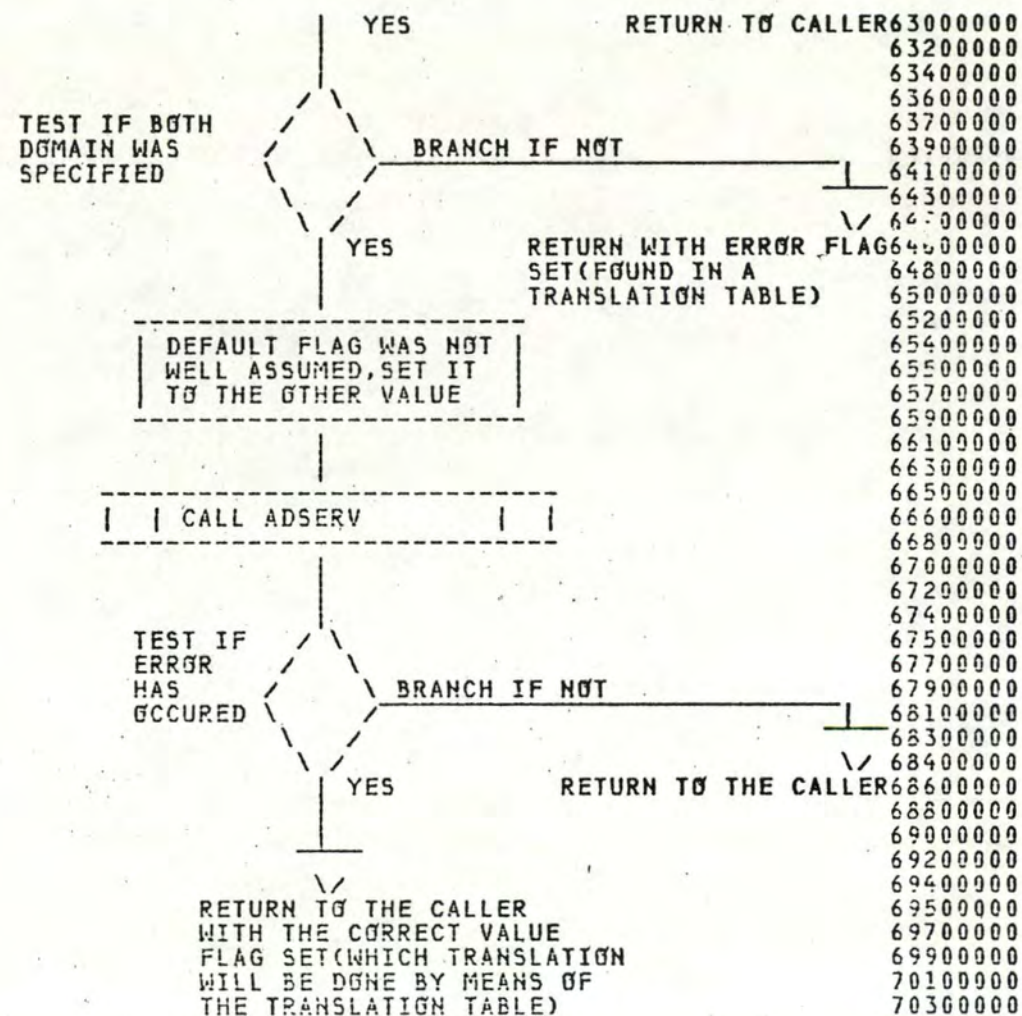 YES RETURN TO CALLER63000000
63200000
63400000
63600000
TEST IF BOTH 63700000
DOMAIN WAS BRANCH IF NOT 63900000
SPECIFIED 64100000
64300000
YES RETURN WITH ERROR FLAG
SET(FOUND IN A 64800000
TRANSLATION TABLE) 65000000
65200000
DEFAULT FLAG WAS NOT 65400000
WELL ASSUMED,SET IT 65500000
TO THE OTHER VALUE 65700000
65900000
66100000
66300000
66500000
CALL ADSERV 66600000
66800000
67000000
67200000
67400000
TEST IF 67500000
ERROR 67700000
HAS BRANCH IF NOT 67900000
OCCURED 68100000
68300000
68400000
YES RETURN TO THE CALLER68600000
68800000
69000000
69200000
69400000
RETURN TO THE CALLER 69500000
WITH THE CORRECT VALUE 69700000
FLAG SET(WHICH TRANSLATION 69900000
WILL BE DONE BY MEANS OF 70100000
THE TRANSLATION TABLE) 70300000